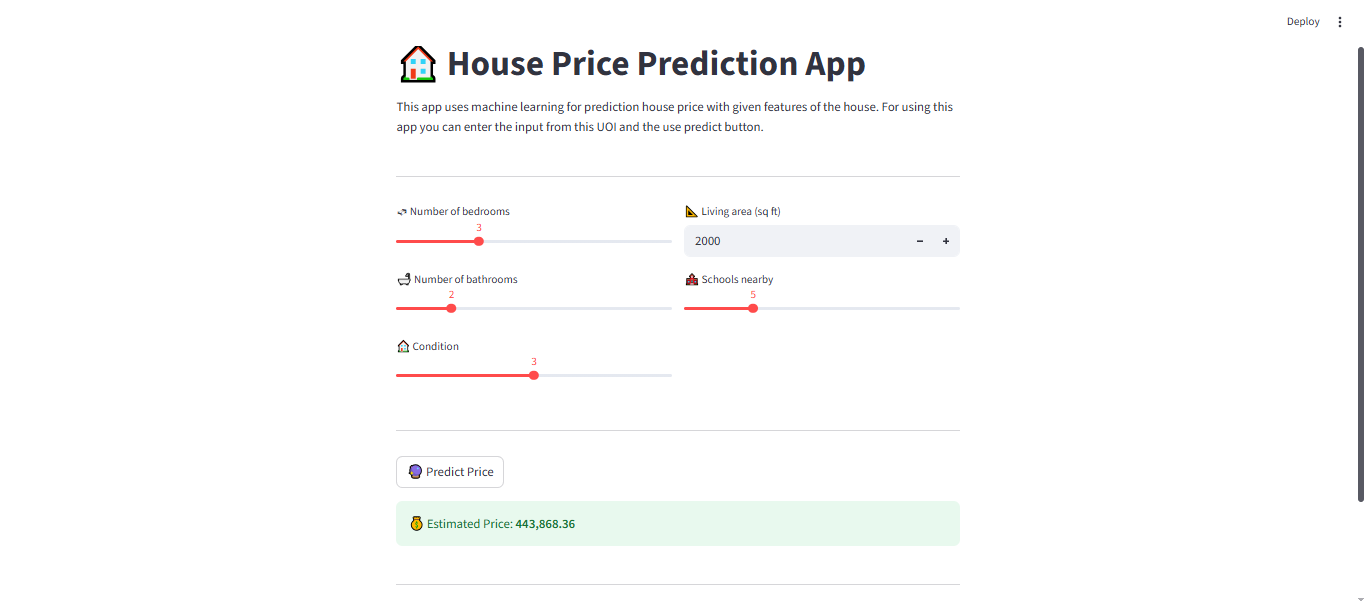 Deploy
House Price Prediction App
This app uses machine learning for prediction house price with given features of the house. For using this
app you can enter the input from this UOI and the use predict button.
Number of bedrooms
3
Living area (sq ft)
2000
Number of bathrooms
2
Schools nearby
5
Condition
3
Predict Price
Estimated Price: 443,868.36